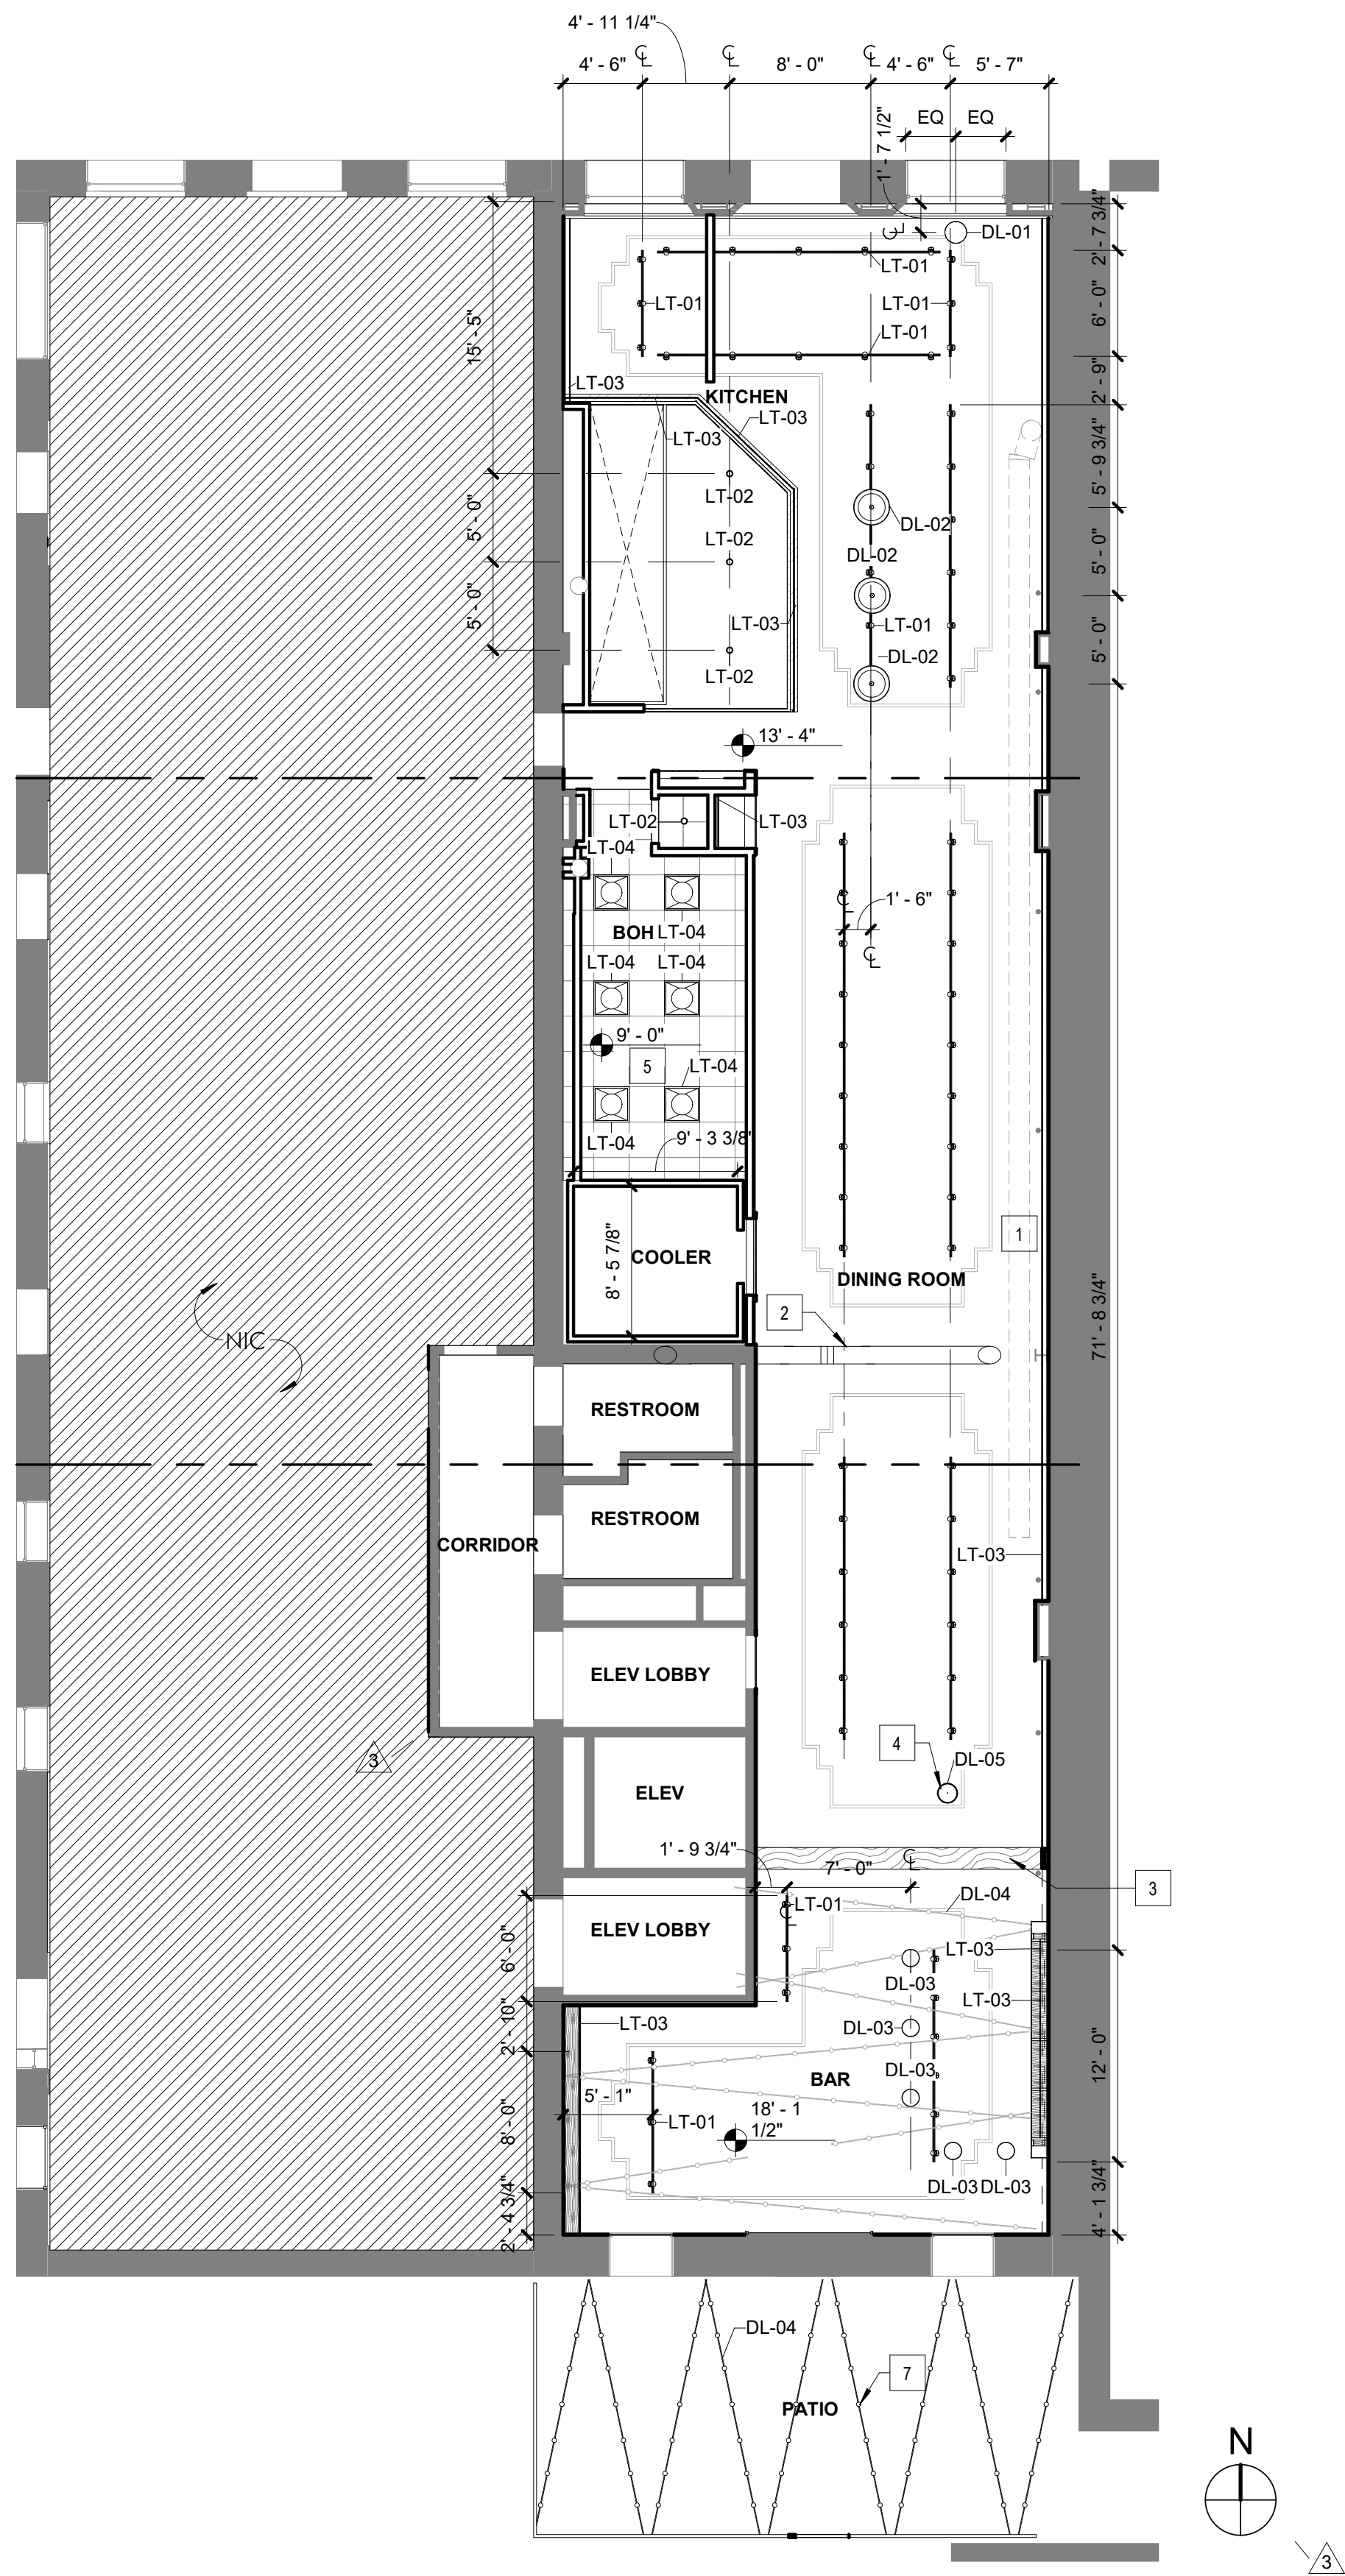 4' - 11 1/4"
4' - 6"
8' - 0"
4' - 6"
5' - 7"
EQ
EQ
1' - 7 1/2"
2' - 7 3/4"
DL-01
LT-01
LT-01
LT-01
6' - 0"
15' - 5"
LT-01
2' - 9"
LT-03
KITCHEN
LT-03
LT-03
5' - 9 3/4"
LT-02
DL-02
5' - 0"
LT-02
DL-02
5' - 0"
5' - 0"
LT-03
LT-01
DL-02
5' - 0"
LT-02
13' - 4"
LT-02
LT-03
LT-04
1' - 6"
BOH
LT-04
LT-04
LT-04
9' - 0"
5
LT-04
LT-04
9' - 3 3/8"
1
8' - 5 7/8"
COOLER
DINING ROOM
2
NIC
71' - 8 3/4"
RESTROOM
RESTROOM
CORRIDOR
LT-03
ELEV LOBBY
3
4
DL-05
ELEV
1' - 9 3/4"
7' - 0"
3
DL-04
LT-01
ELEV LOBBY
6' - 0"
LT-03
DL-03
LT-03
2' - 10"
LT-03
DL-03
DL-03
12' - 0"
BAR
5' - 1"
8' - 0"
LT-01
18' - 1
1/2"
DL-03
DL-03
2' - 4 3/4"
4' - 1 3/4"
DL-04
7
PATIO
N
3